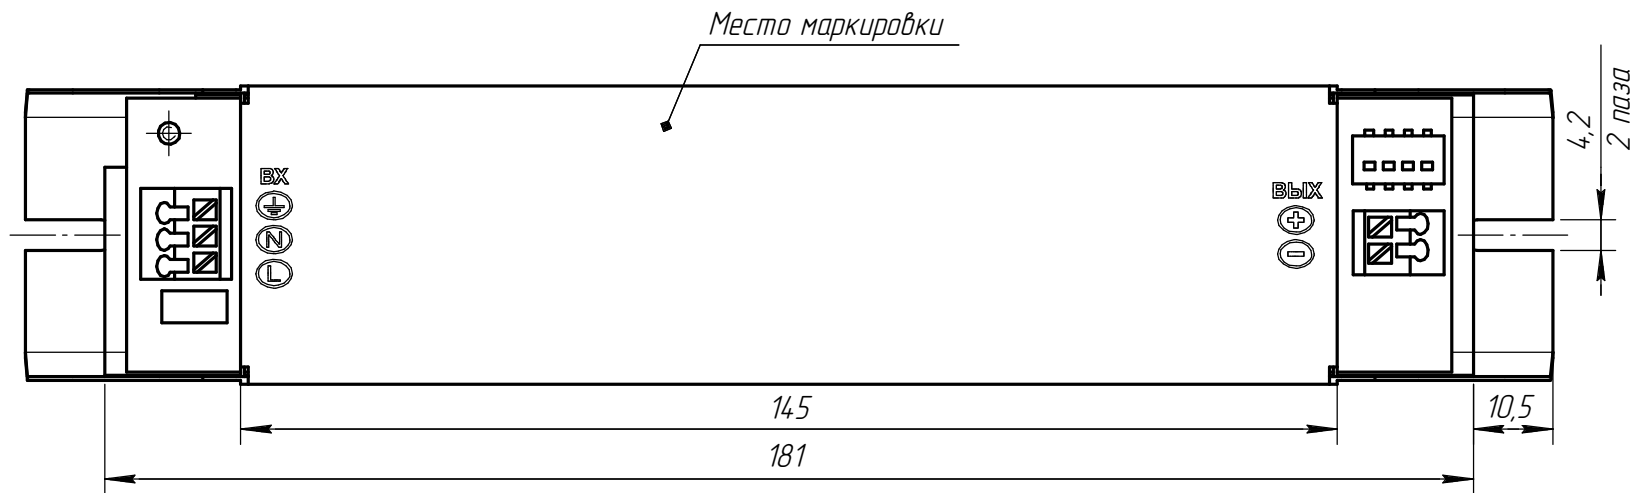 Место маркировки
ВХ
N
L
ВЫХ
+
−
4,2
2 паза
145
181
10,5